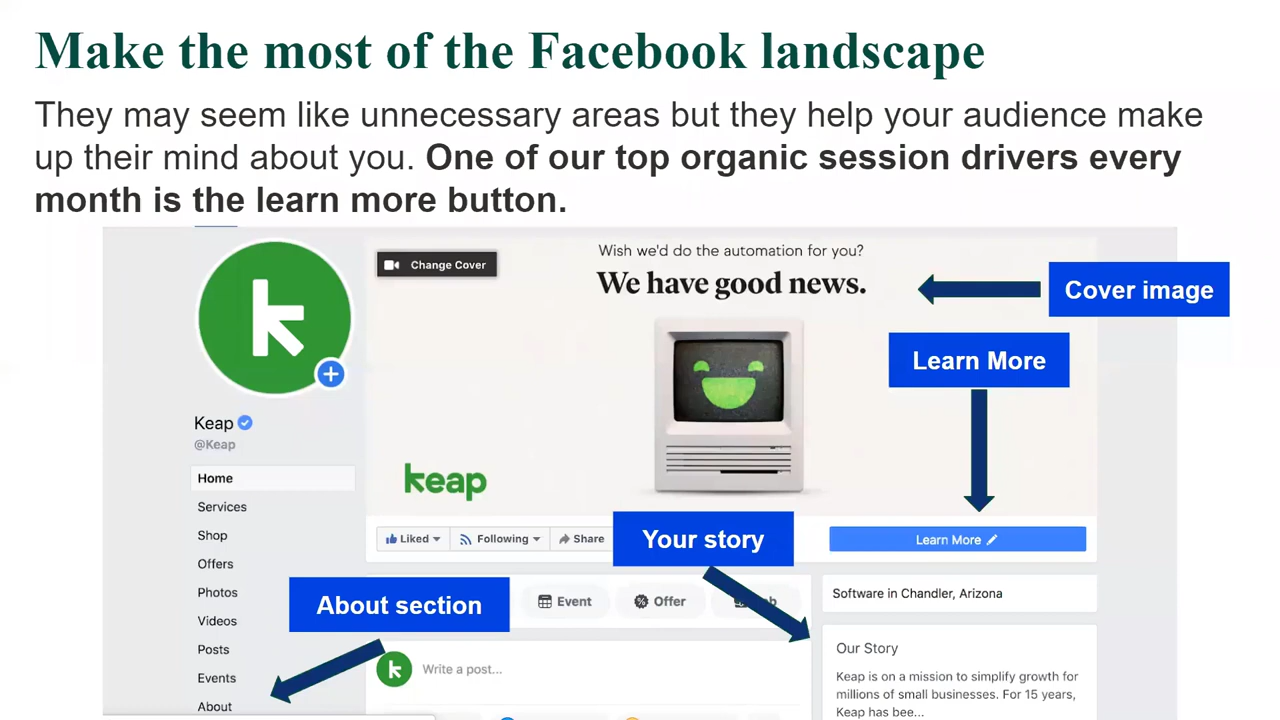 Make the most of the Facebook landscape
They may seem like unnecessary areas but they help your audience make
up their mind about you. One of our top organic session drivers every
month is the learn more button.
Change Cover
Wish we'd do the automation for you?
We have good news.
Cover image
Learn More
k
Keap
@Keap
keap
Home
Services
Shop
Offers
Photos
Videos
Posts
Events
About
Liked
Following
Share
Your story
Learn More
About section
Event
Offer
Software in Chandler, Arizona
k
Write a post...
Our Story
Keap is on a mission to simplify growth for
millions of small businesses. For 15 years,
Keap has bee...